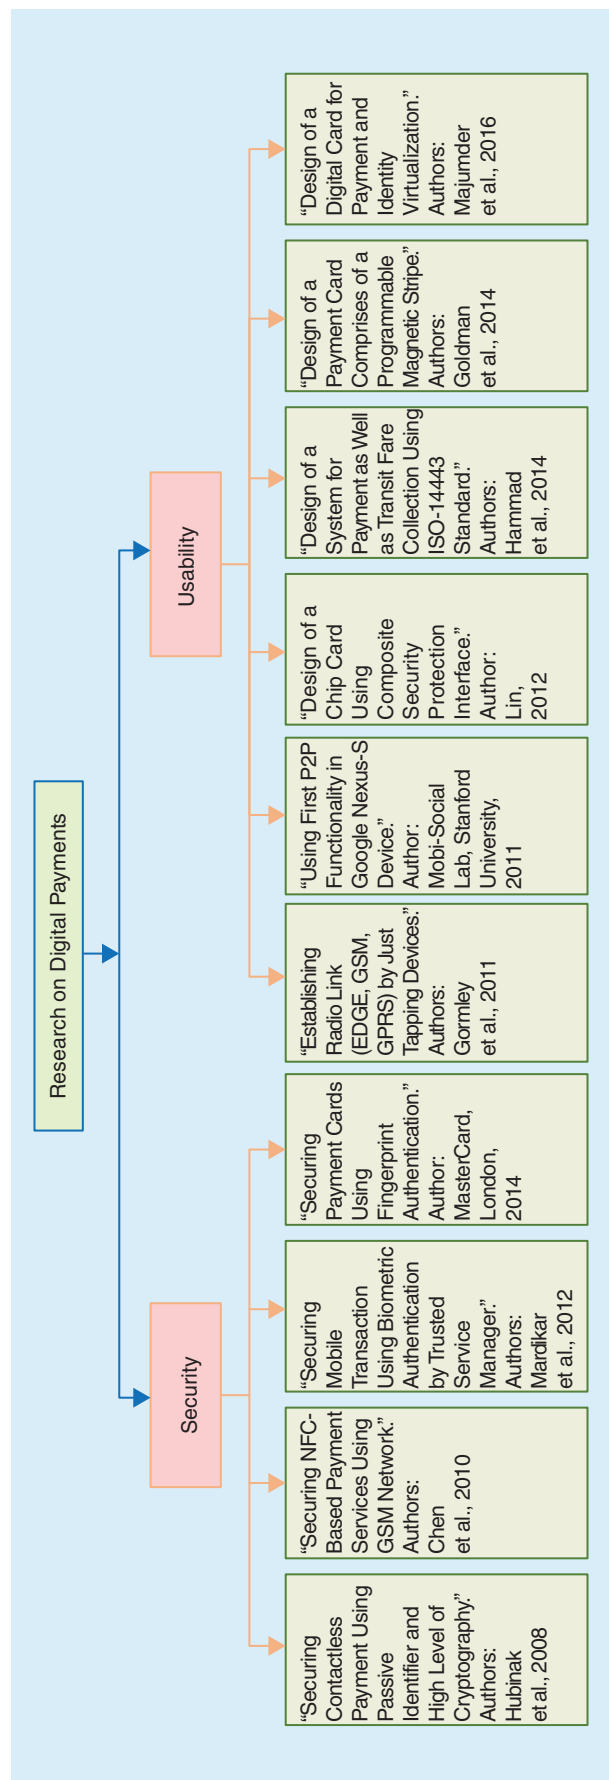 Research on Digital Payments
Security
Usability
“Securing
Contactless
Payment Using
Passive
Identifier and
High Level of
Cryptography.”
Authors:
Hubinak
et al., 2008
“Securing NFC-
Based Payment
Services Using
GSM Network.”
Authors:
Chen
et al., 2010
“Securing
Mobile
Transaction
Using Biometric
Authentication
by Trusted
Service
Manager.”
Authors:
Mardikar
et al., 2012
“Securing
Payment Cards
Using
Fingerprint
Authentication.”
Author:
MasterCard,
London,
2014
“Establishing
Radio Link
(EDGE, GSM,
GPRS) by Just
Tapping Devices.”
Authors:
Gormley
et al., 2011
“Using First P2P
Functionality in
Google Nexus-S
Device.”
Author:
Mobi-Social
Lab, Stanford
University,
2011
“Design of a
Chip Card
Using
Composite
Security
Protection
Interface.”
Author:
Lin,
2012
“Design of a
System for
Payment as Well
as Transit Fare
Collection Using
ISO-14443
Standard.”
Authors:
Hammad
et al., 2014
“Design of a
Payment Card
Comprises of a
Programmable
Magnetic Stripe.”
Authors:
Goldman
et al., 2014
“Design of a
Digital Card for
Payment and
Identity
Virtualization.”
Authors:
Majumder
et al., 2016